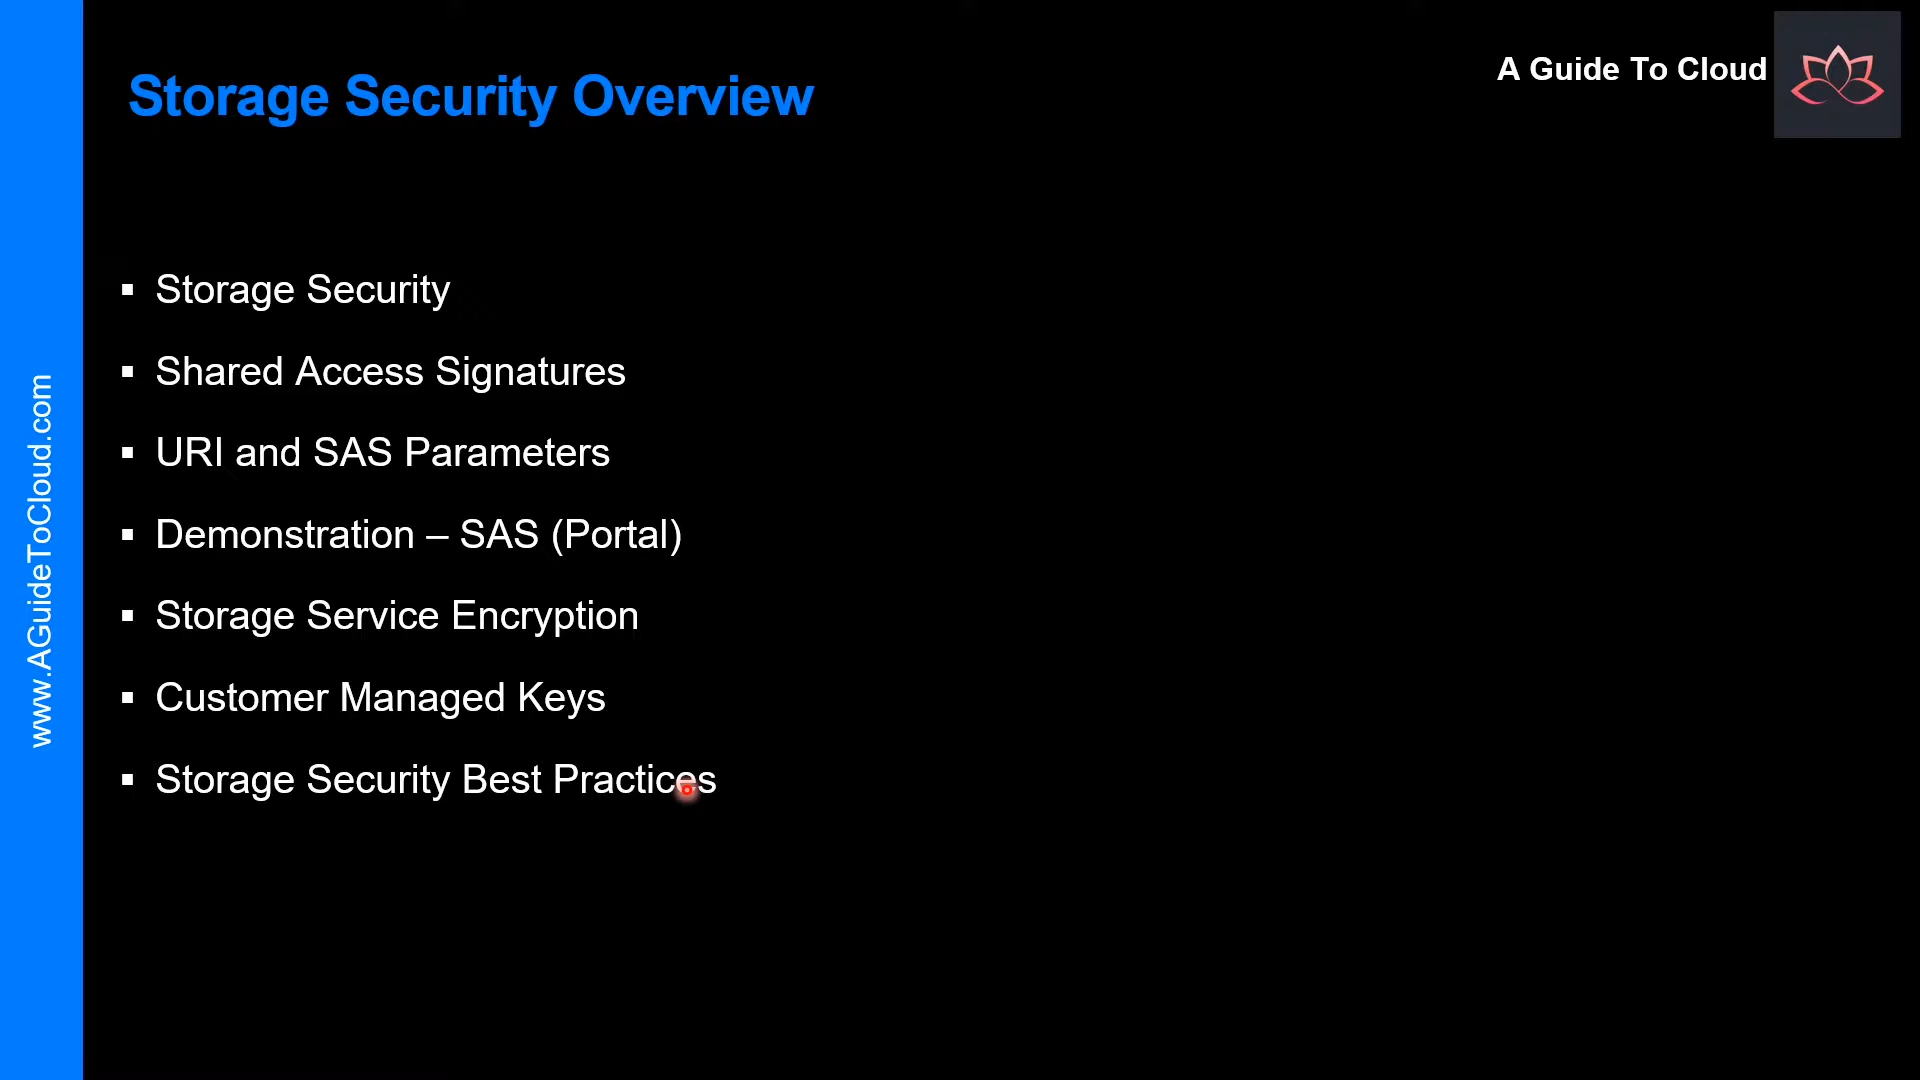 Storage Security Overview
A Guide To Cloud
▪ Storage Security
▪ Shared Access Signatures
▪ URI and SAS Parameters
▪ Demonstration – SAS (Portal)
▪ Storage Service Encryption
▪ Customer Managed Keys
▪ Storage Security Best Practices
www.AGuideToCloud.com